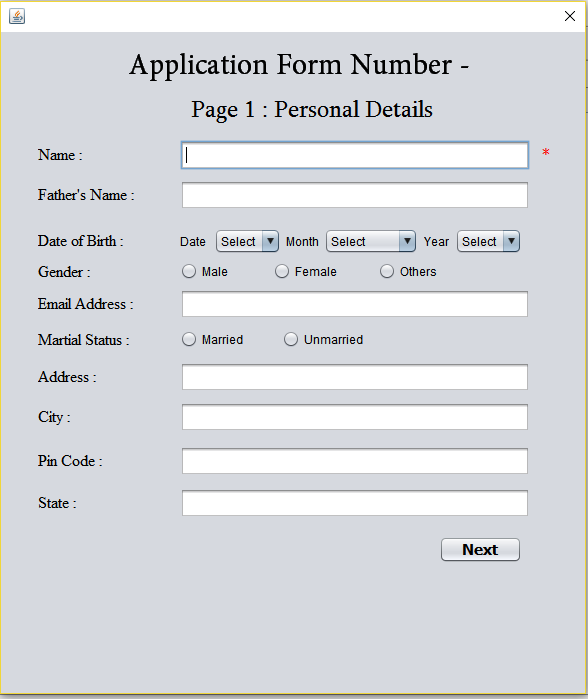 Application Form Number -
Page 1 : Personal Details
Name : *
Father's Name :
Date of Birth : Date Select Month Select Year Select
Gender : Male Female Others
Email Address :
Martial Status : Married Unmarried
Address :
City :
Pin Code :
State :
Next